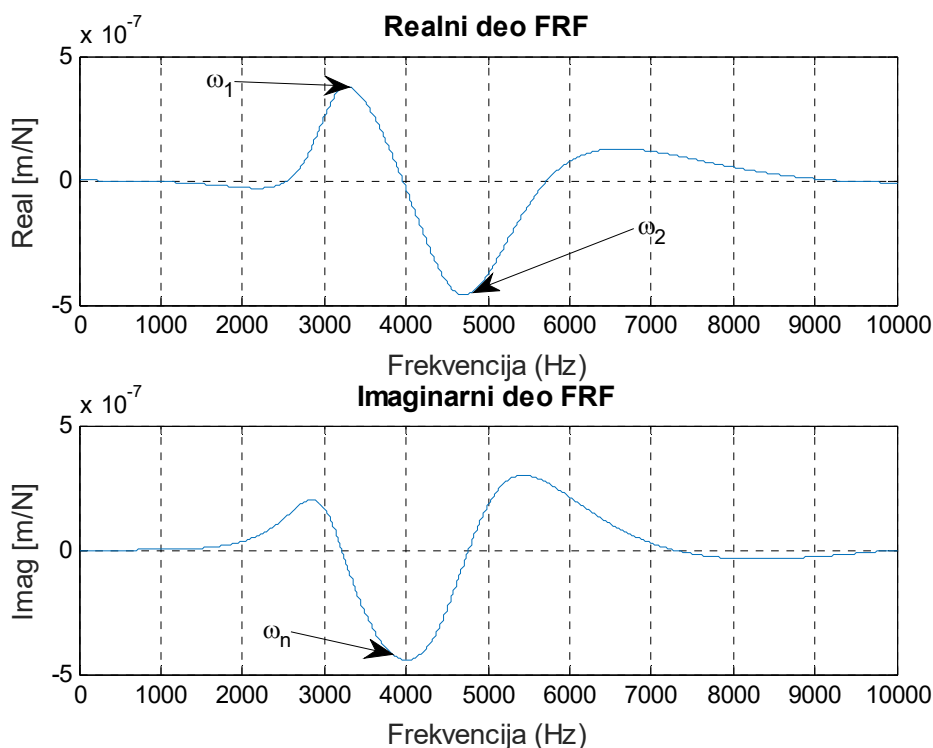 x 10-7
Realni deo FRF
5
ω1
Real [m/N]
0
ω2
-5
0 1000 2000 3000 4000 5000 6000 7000 8000 9000 10000
Frekvencija (Hz)
x 10-7
Imaginarni deo FRF
5
Imag [m/N]
0
ωn
-5
0 1000 2000 3000 4000 5000 6000 7000 8000 9000 10000
Frekvencija (Hz)